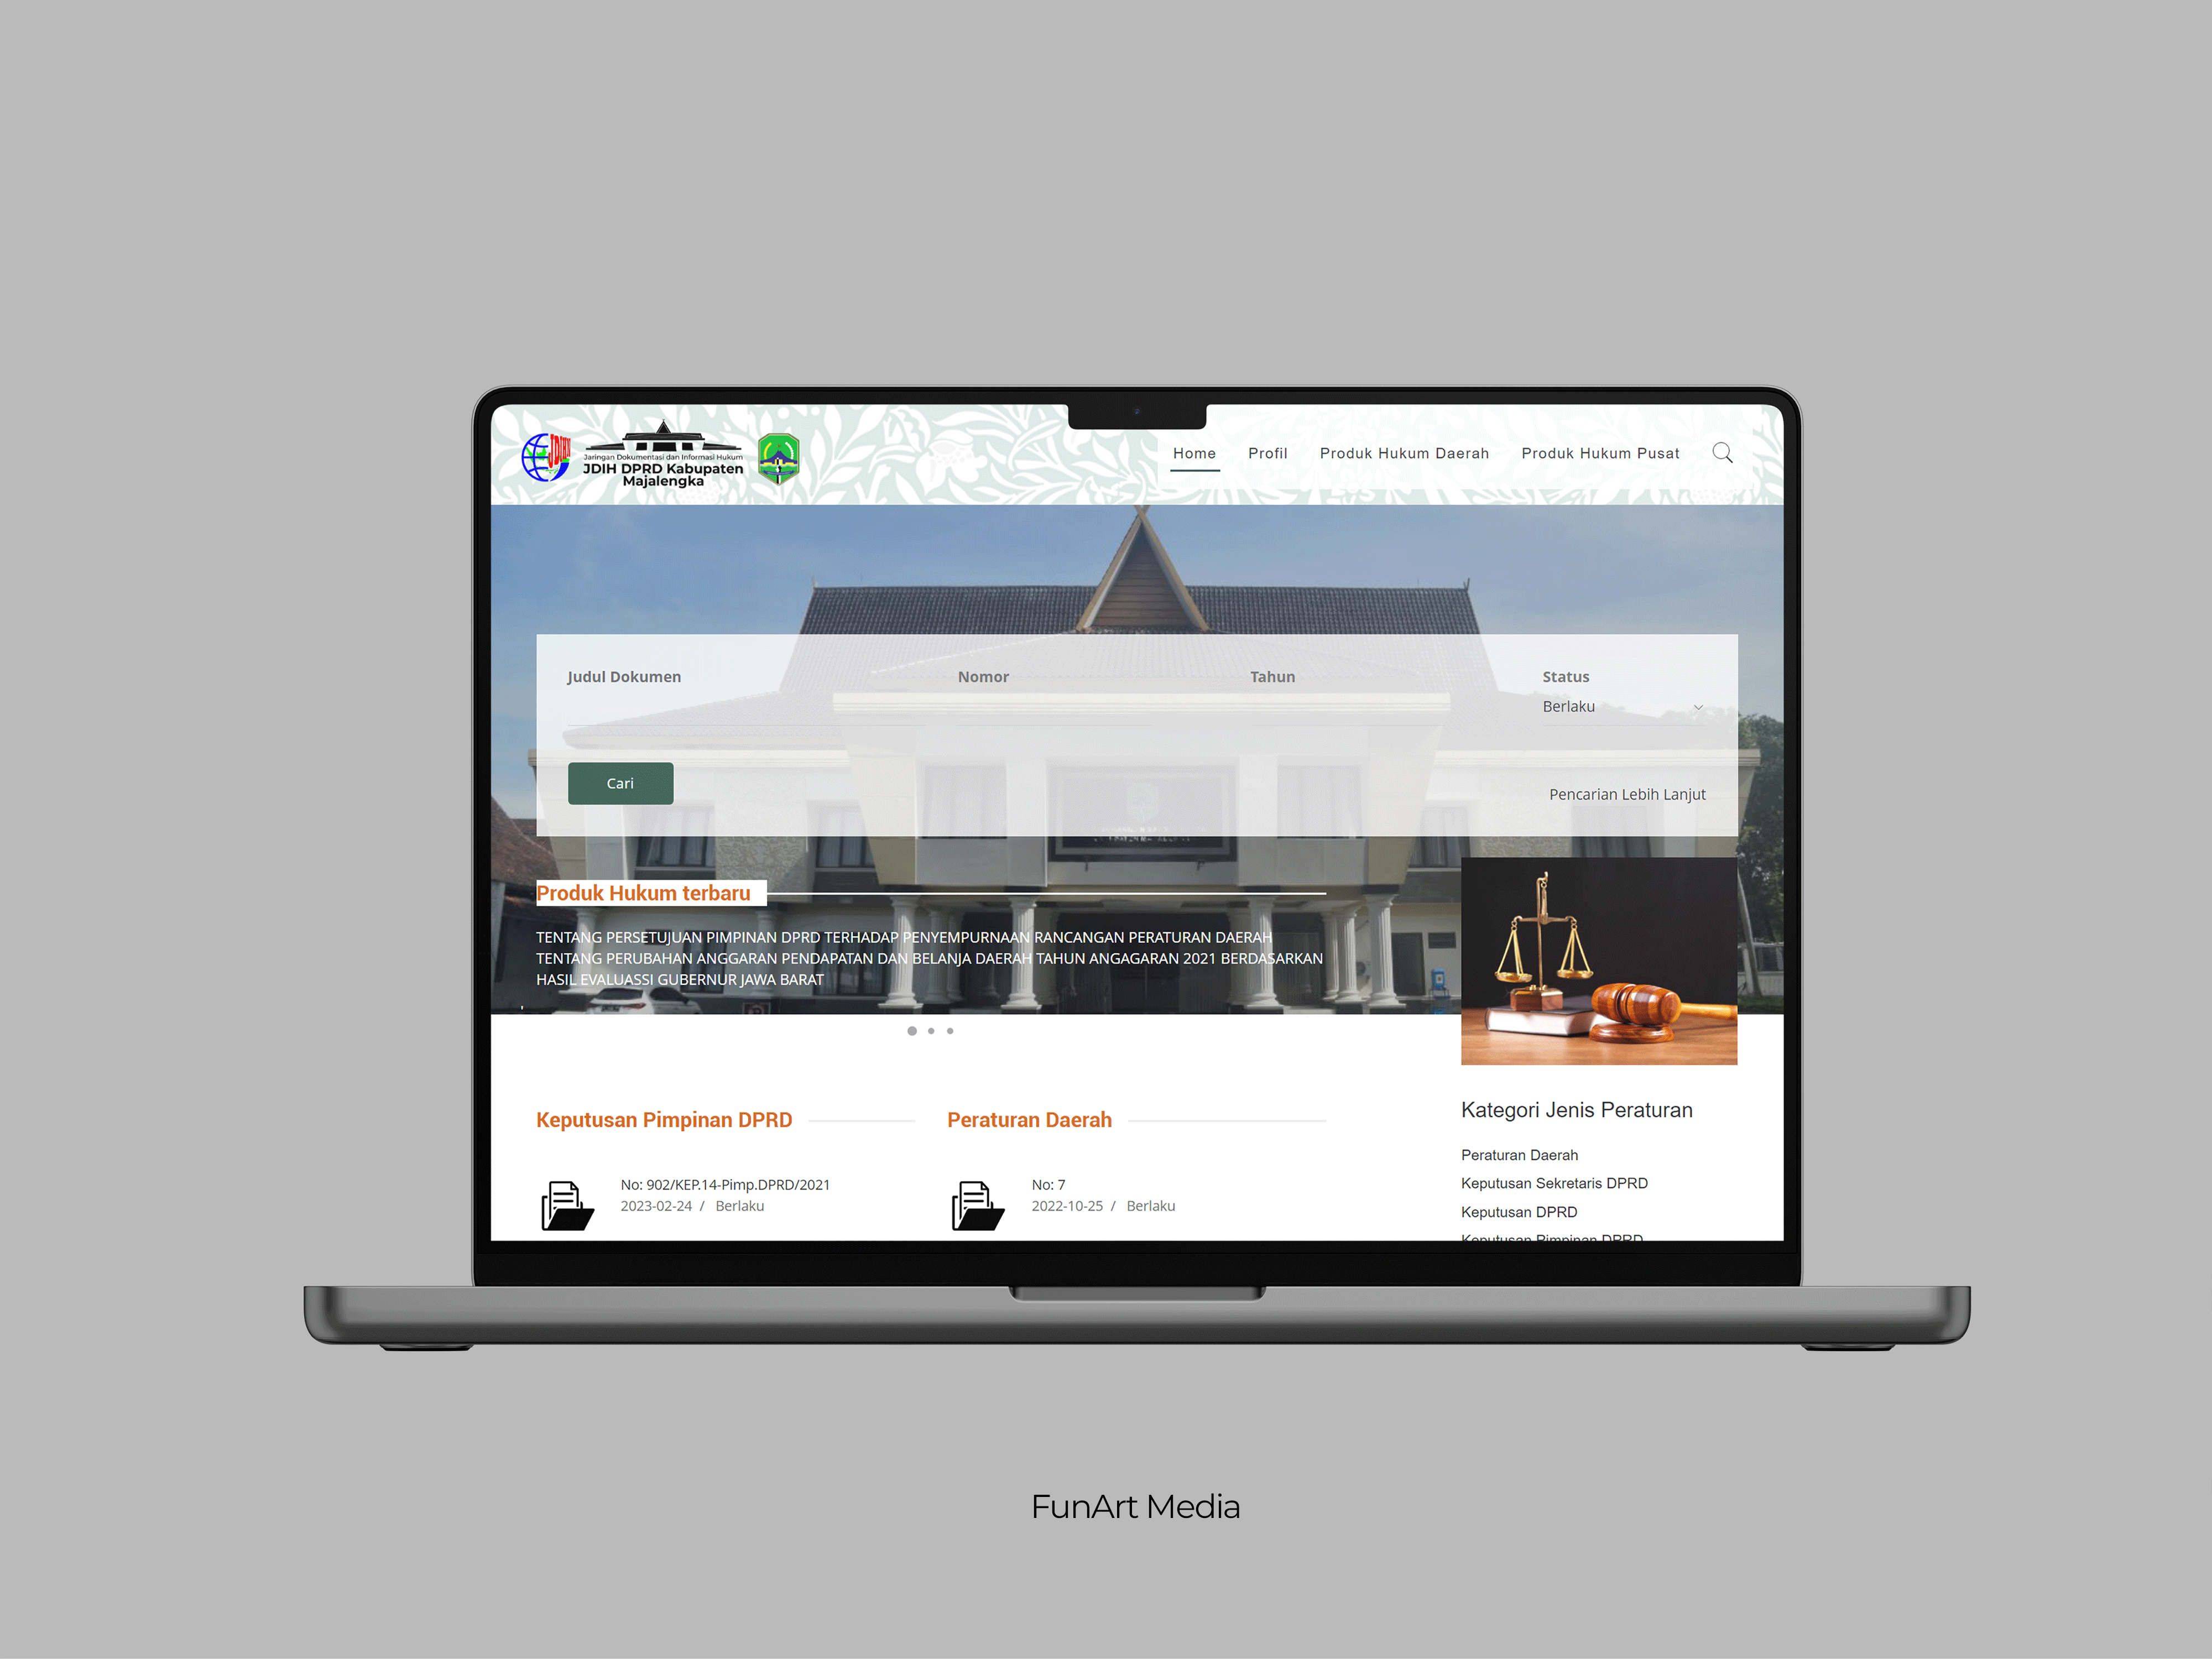 JDIHN
Jaringan Dokumentasi dan Informasi Hukum
JDIH DPRD Kabupaten
Majalengka
Home
Profil
Produk Hukum Daerah
Produk Hukum Pusat
Judul Dokumen
Nomor
Tahun
Status
Berlaku
Cari
Pencarian Lebih Lanjut
Produk Hukum terbaru
TENTANG PERSETUJUAN PIMPINAN DPRD TERHADAP PENYEMPURNAAN RANCANGAN PERATURAN DAERAH
TENTANG PERUBAHAN ANGGARAN PENDAPATAN DAN BELANJA DAERAH TAHUN ANGAGARAN 2021 BERDASARKAN
HASIL EVALUASSI GUBERNUR JAWA BARAT
Keputusan Pimpinan DPRD
No: 902/KEP.14-Pimp.DPRD/2021
2023-02-24 / Berlaku
Peraturan Daerah
No: 7
2022-10-25 / Berlaku
Kategori Jenis Peraturan
Peraturan Daerah
Keputusan Sekretaris DPRD
Keputusan DPRD
Keputusan Pimpinan DPRD
FunArt Media